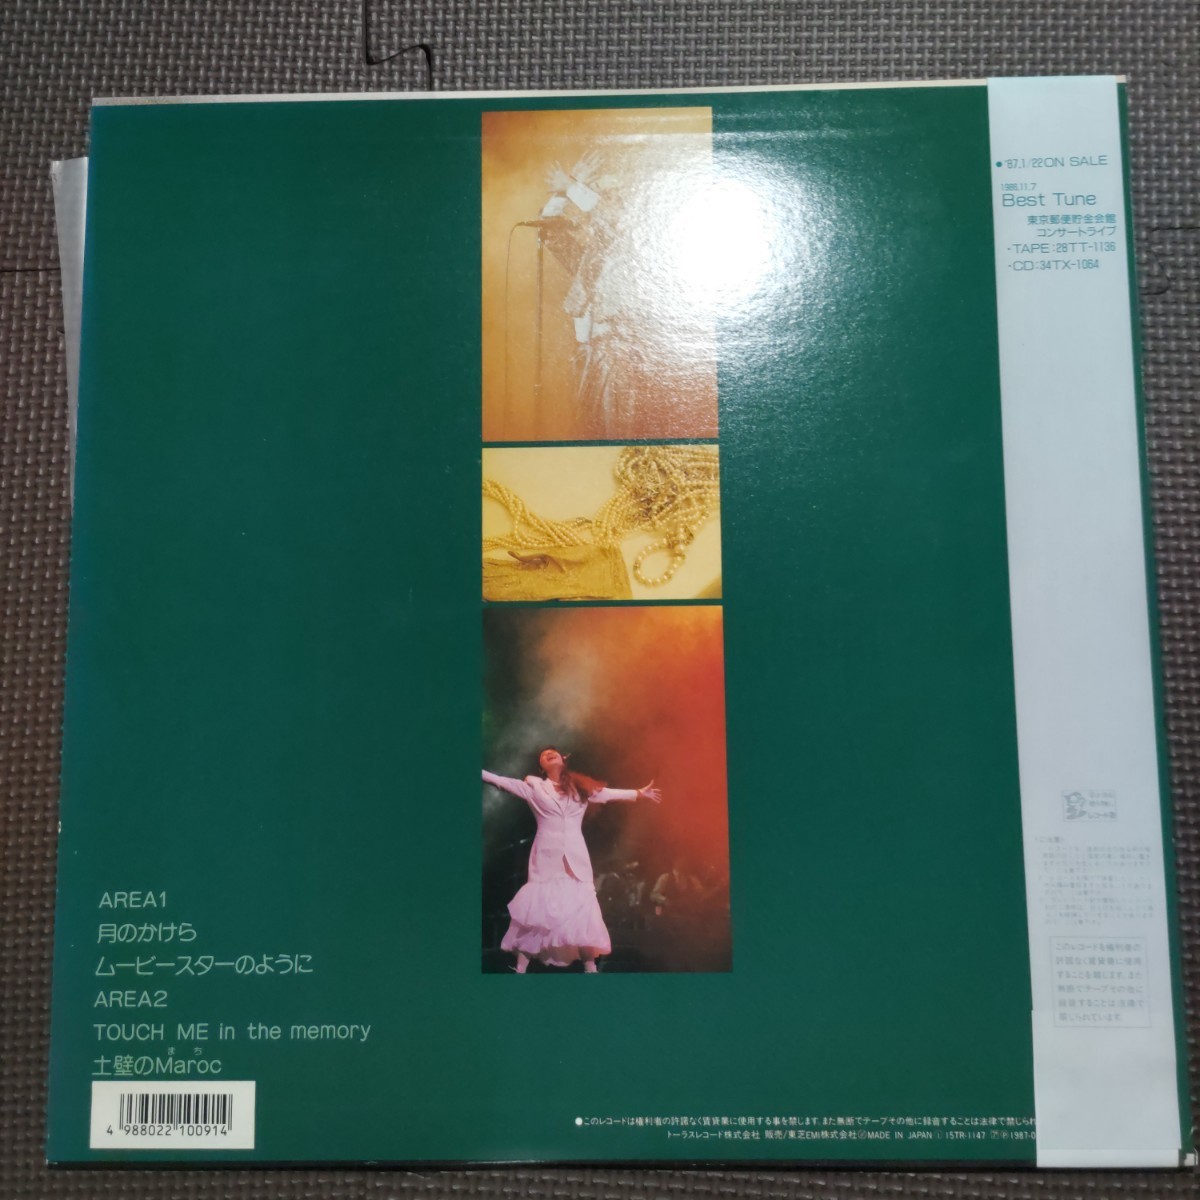 ● '87.1/22 ON SALE
1986.11.7
Best Tune
東京郵便貯金会館
コンサートライブ
・TAPE:28TT-1136
・CD:34TX-1064
レコード店
このレコードを権利者の
許諾なく賃貸業に使用
することを禁じます。また
無断でテープその他に
録音することは法律で
禁じられています。
AREA1
月のかけら
ムービースターのように
AREA2
TOUCH ME in the memory
まち
土壁のMaroc
4 988022 100914
●このレコードは権利者の許諾なく賃貸業に使用する事を禁じます。また無断でテープその他に録音することは法律で禁じられ
トーラスレコード株式会社 販売/東芝EMI株式会社 MADE IN JAPAN 15TR-1147 Ⓟ 1987-0